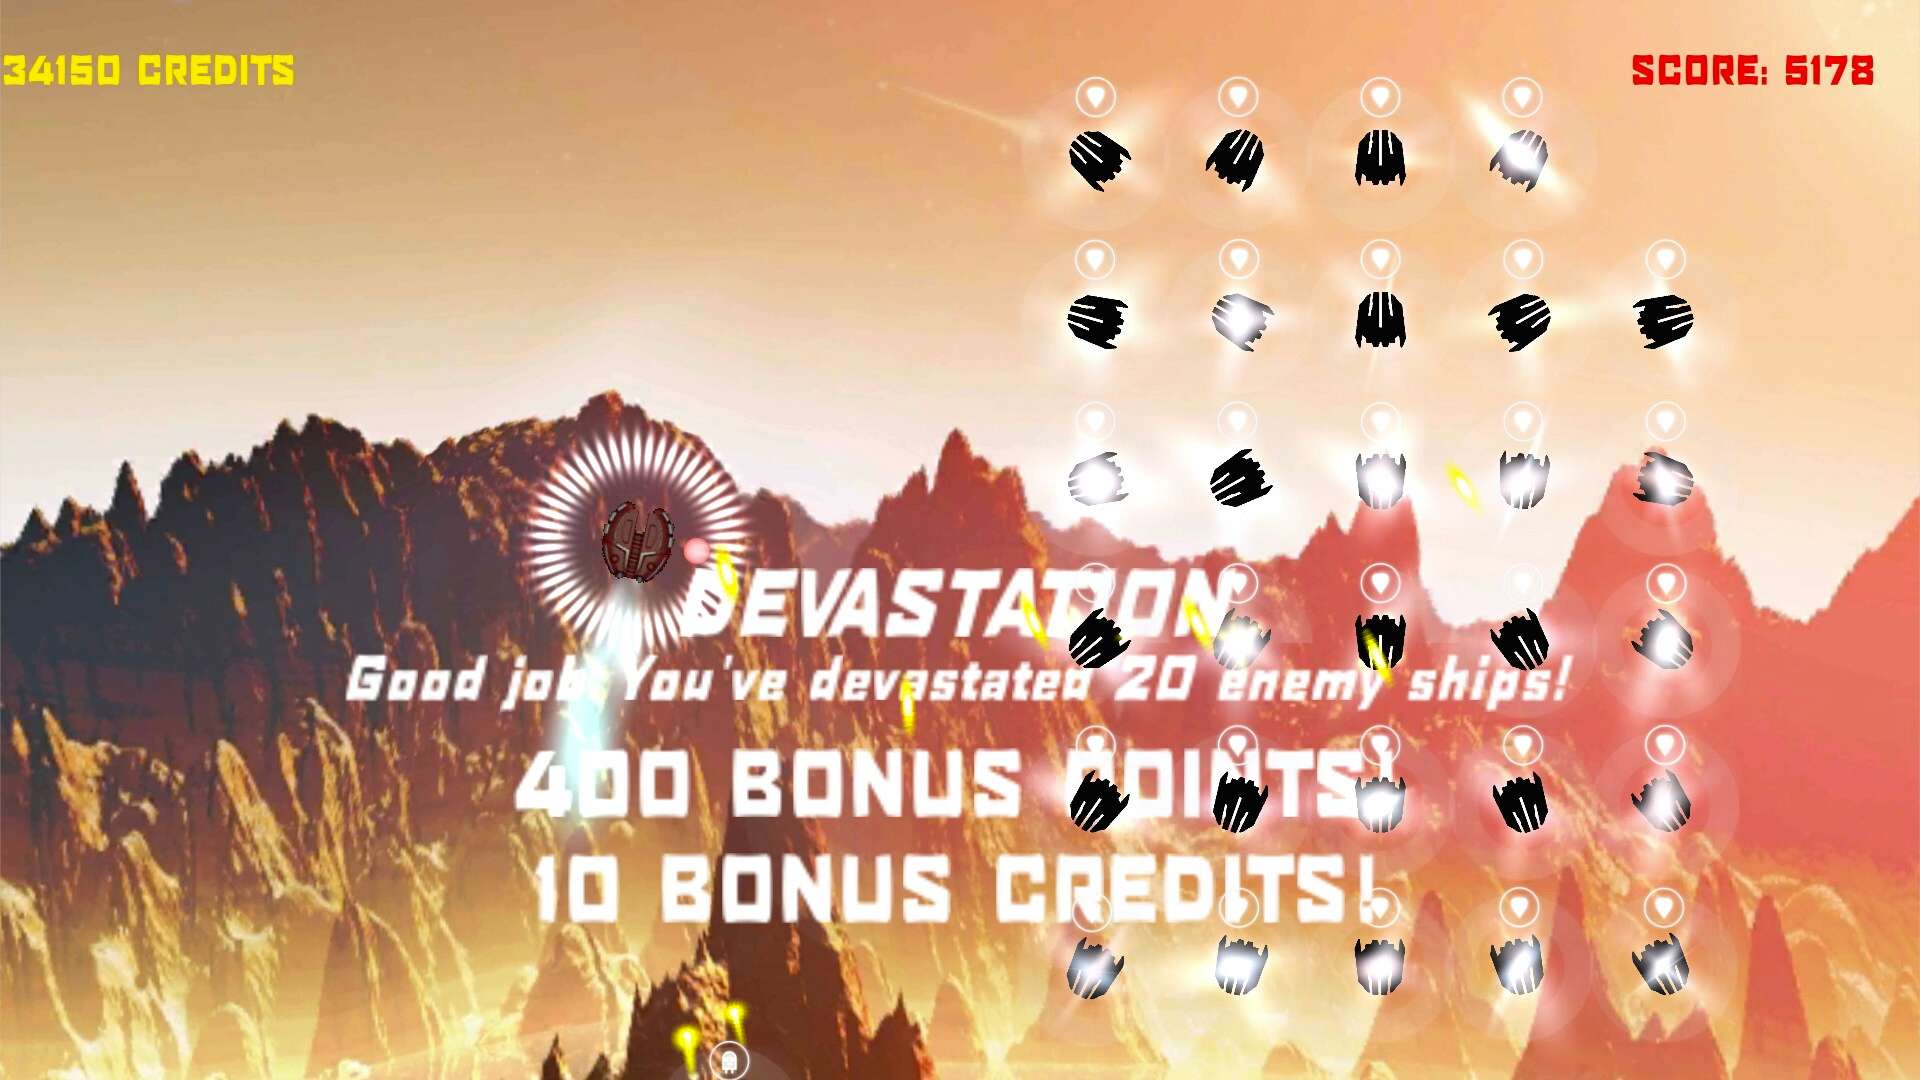 34150 CREDITS
SCORE: 5178
DEVASTATION
Good job. You've devastated 20 enemy ships!
400 BONUS POINTS!
10 BONUS CREDITS!